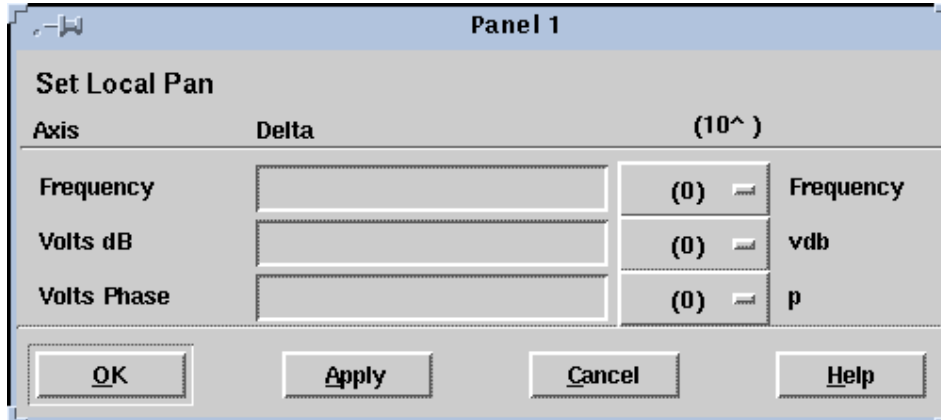 Panel 1
Set Local Pan
Axis Delta (10^ )
Frequency (0) Frequency
Volts dB (0) vdb
Volts Phase (0) p
OK Apply Cancel Help